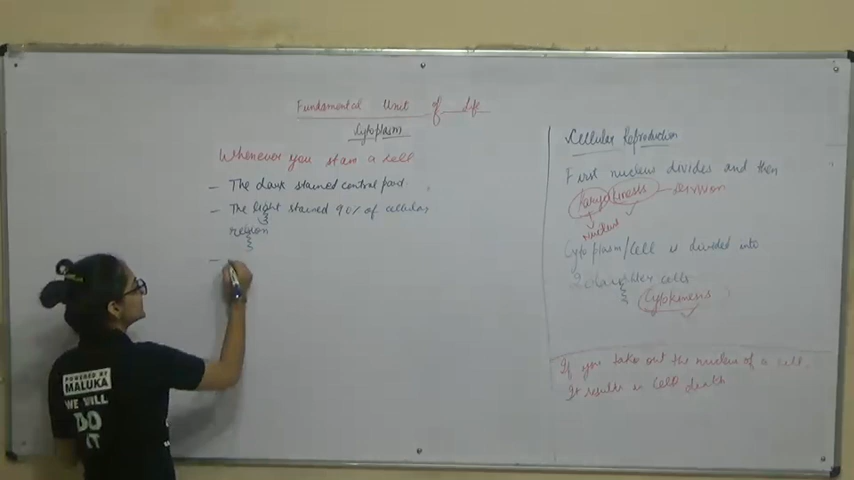 Fundamental Unit of Life
Cytoplasm
Whenever you stain a cell
- The dark stained central part
- The light stained 90% of cellular
region
-
Cellular Reproduction
First nucleus divides and then
Karyokinesis - division
nucleus
Cytoplasm/Cell is divided into
2 daughter cells
Cytokinesis
If you take out the nucleus of a cell
It results in cell death
POWERED BY
MALUKA
WE WILL
DO
IT